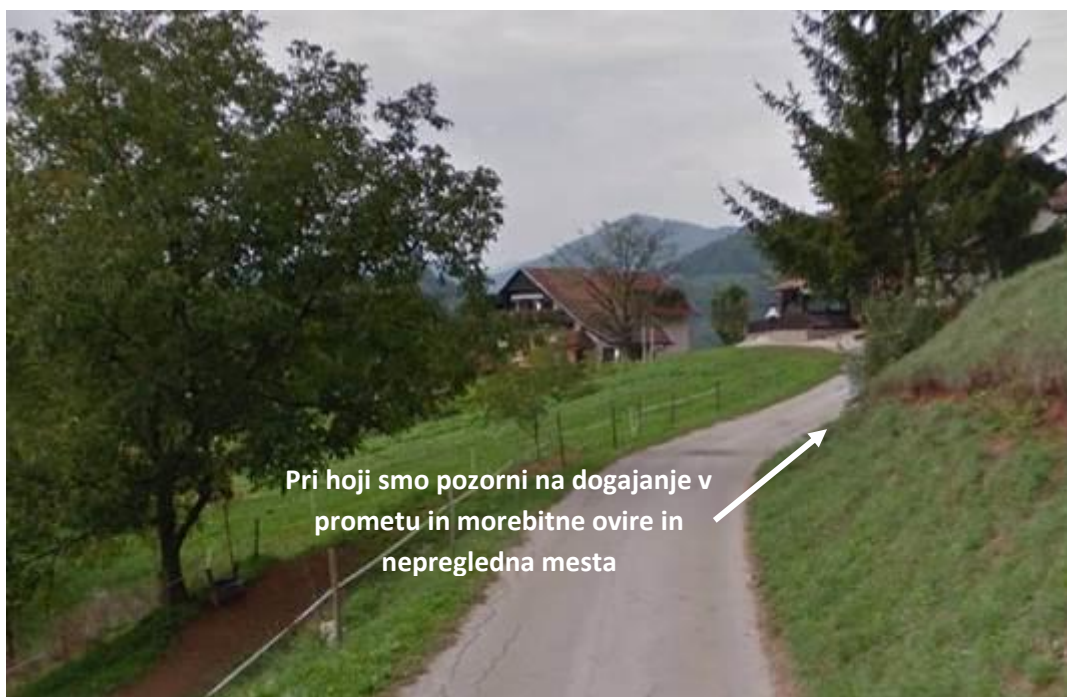 Pri hoji smo pozorni na dogajanje v
prometu in morebitne ovire in
nepregledna mesta